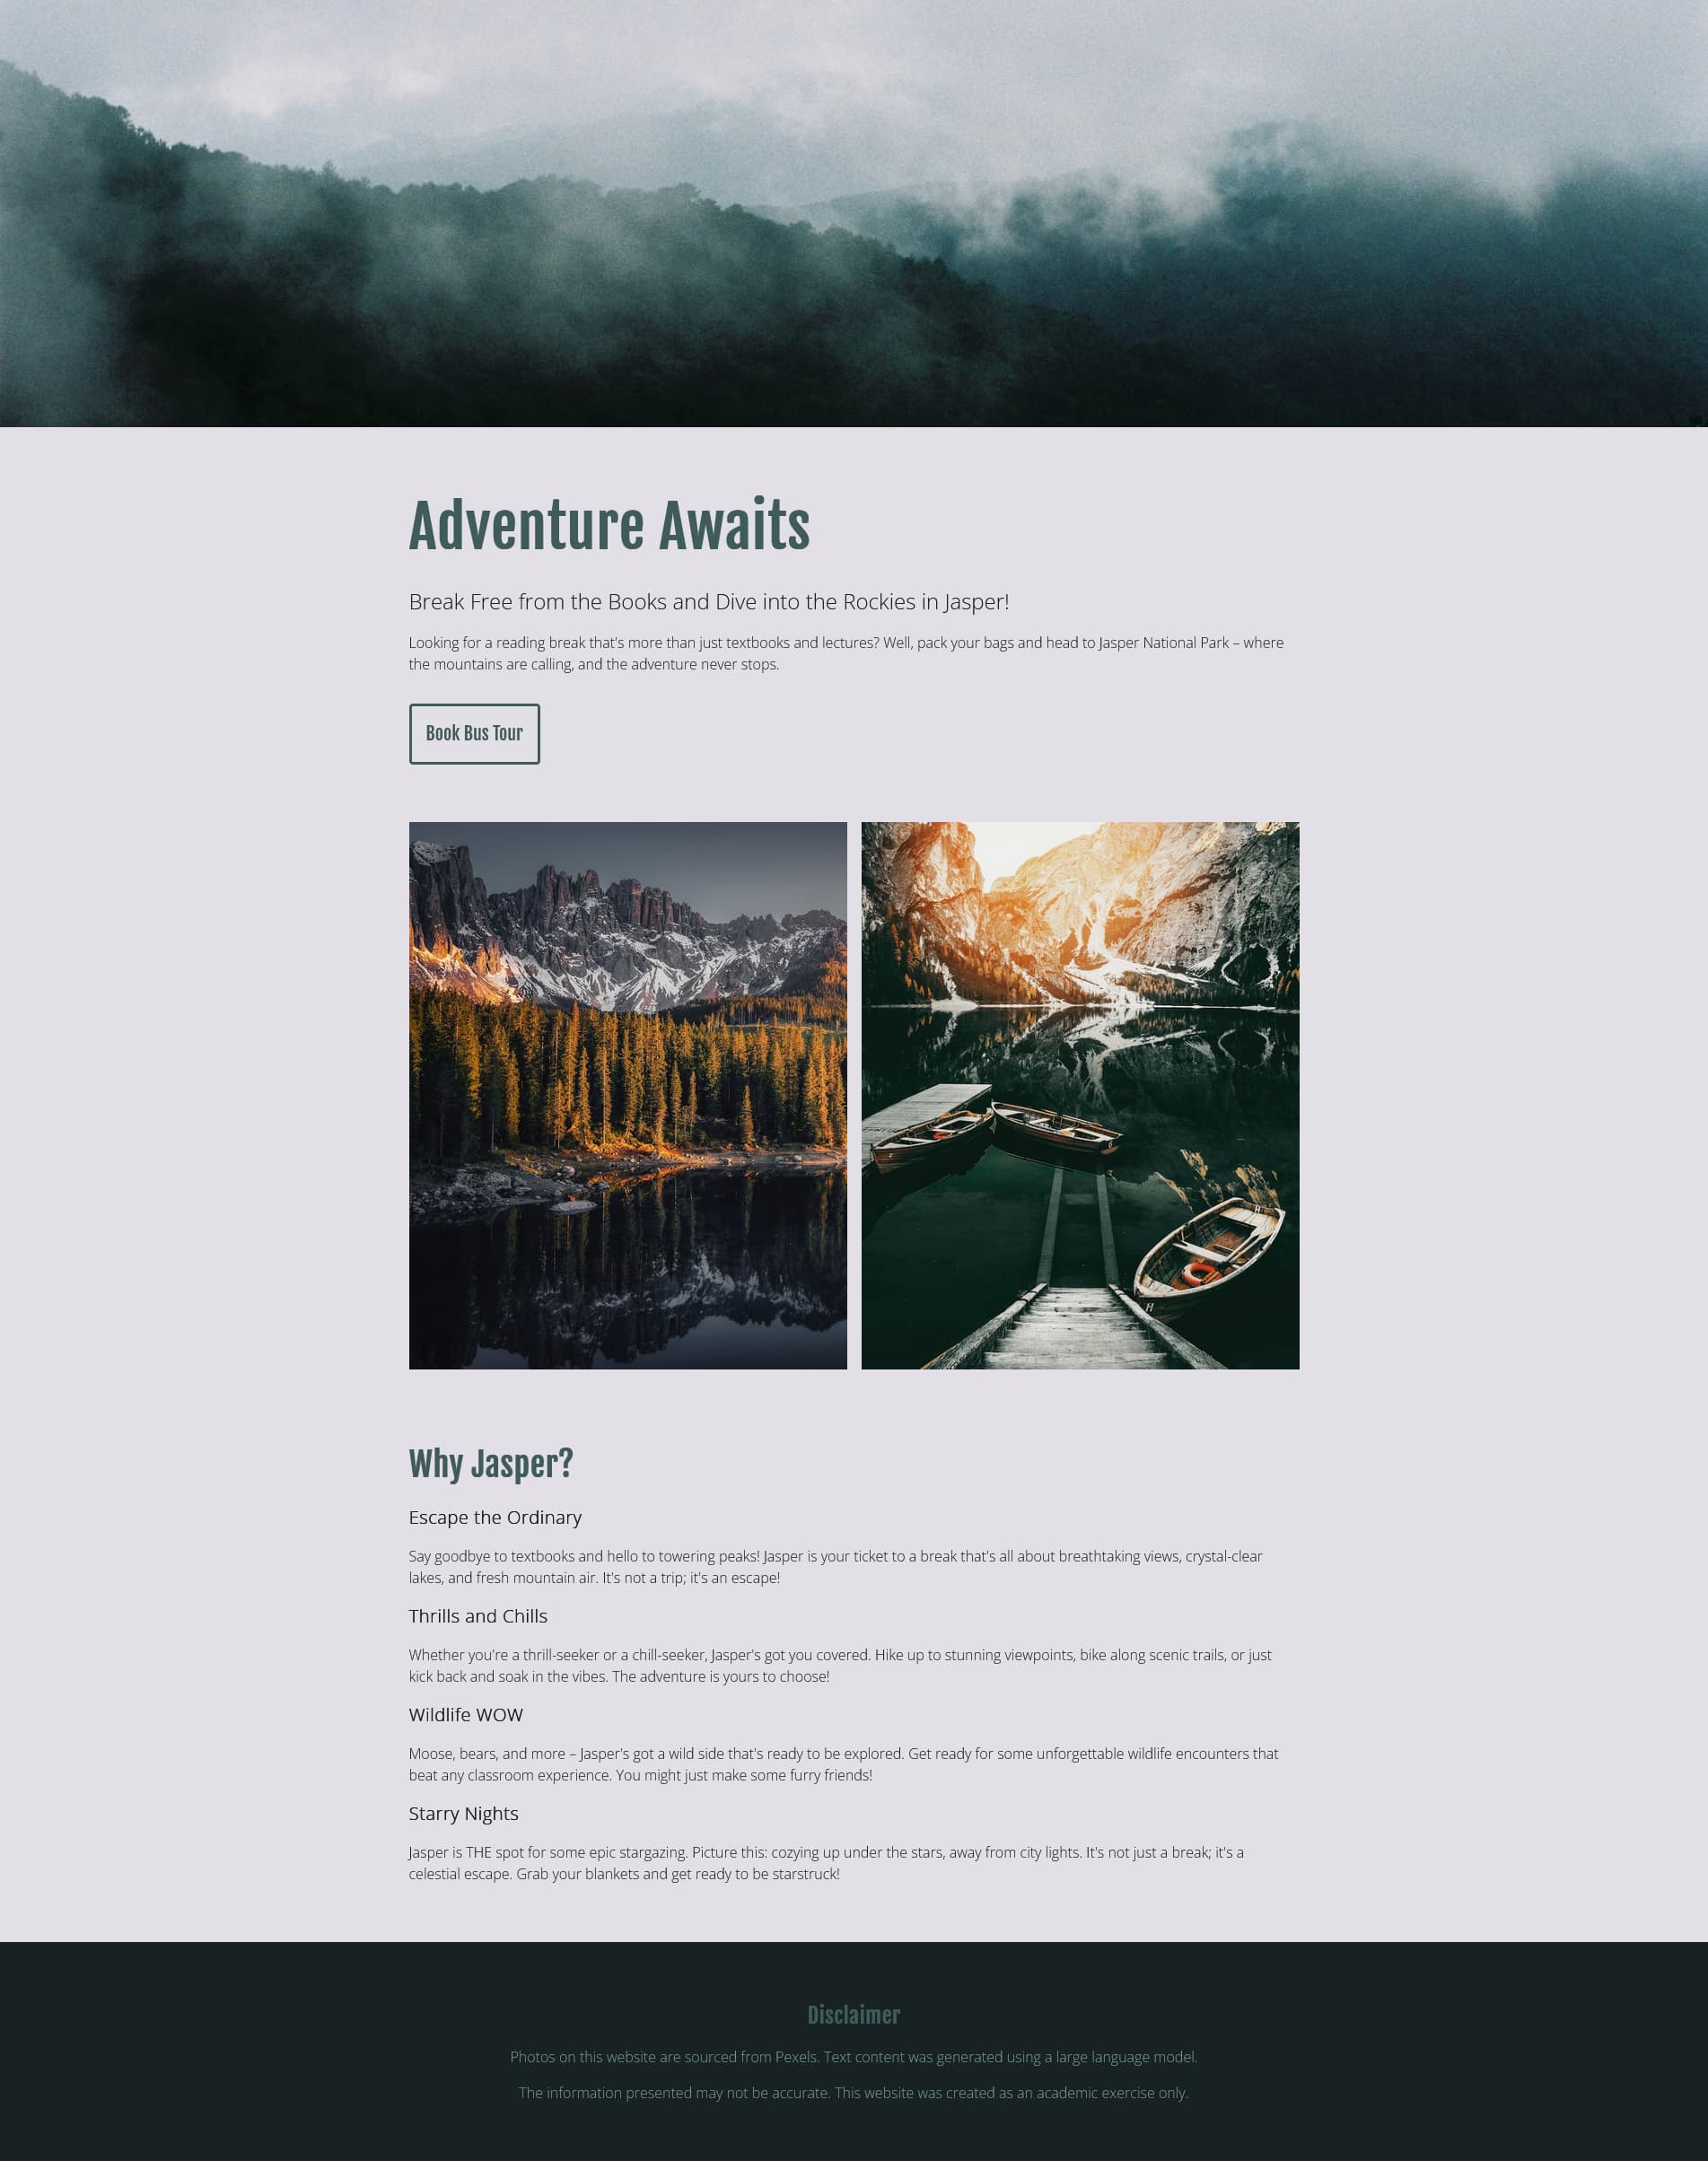 Adventure Awaits
Break Free from the Books and Dive into the Rockies in Jasper!
Looking for a reading break that's more than just textbooks and lectures? Well, pack your bags and head to Jasper National Park – where
the mountains are calling, and the adventure never stops.
Book Bus Tour
Why Jasper?
Escape the Ordinary
Say goodbye to textbooks and hello to towering peaks! Jasper is your ticket to a break that's all about breathtaking views, crystal-clear
lakes, and fresh mountain air. It's not a trip; it's an escape!
Thrills and Chills
Whether you're a thrill-seeker or a chill-seeker, Jasper's got you covered. Hike up to stunning viewpoints, bike along scenic trails, or just
kick back and soak in the vibes. The adventure is yours to choose!
Wildlife WOW
Moose, bears, and more – Jasper's got a wild side that's ready to be explored. Get ready for some unforgettable wildlife encounters that
beat any classroom experience. You might just make some furry friends!
Starry Nights
Jasper is THE spot for some epic stargazing. Picture this: cozying up under the stars, away from city lights. It's not just a break; it's a
celestial escape. Grab your blankets and get ready to be starstruck!
Disclaimer
Photos on this website are sourced from Pexels. Text content was generated using a large language model.
The information presented may not be accurate. This website was created as an academic exercise only.